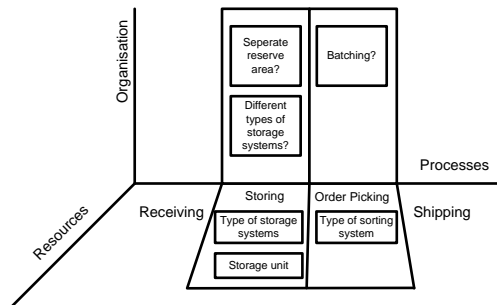 Organisation
Seperate
reserve
area?
Batching?
Different
types of
storage
systems?
Processes
Resources
Receiving
Storing
Order Picking
Shipping
Type of storage
systems
Type of sorting
system
Storage unit